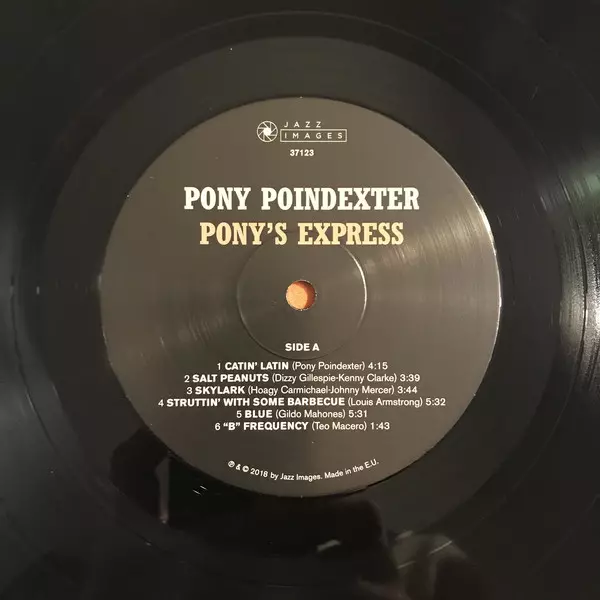 JAZZ
IMAGES
37123
PONY POINDEXTER
PONY'S EXPRESS
SIDE A
1 CATIN' LATIN (Pony Poindexter) 4:15
2 SALT PEANUTS (Dizzy Gillespie-Kenny Clarke) 3:39
3 SKYLARK (Hoagy Carmichael-Johnny Mercer) 3:44
4 STRUTTIN' WITH SOME BARBECUE (Louis Armstrong) 5:32
5 BLUE (Gildo Mahones) 5:31
6 "B" FREQUENCY (Teo Macero) 1:43
℗ & © 2018 by Jazz Images. Made in the E.U.